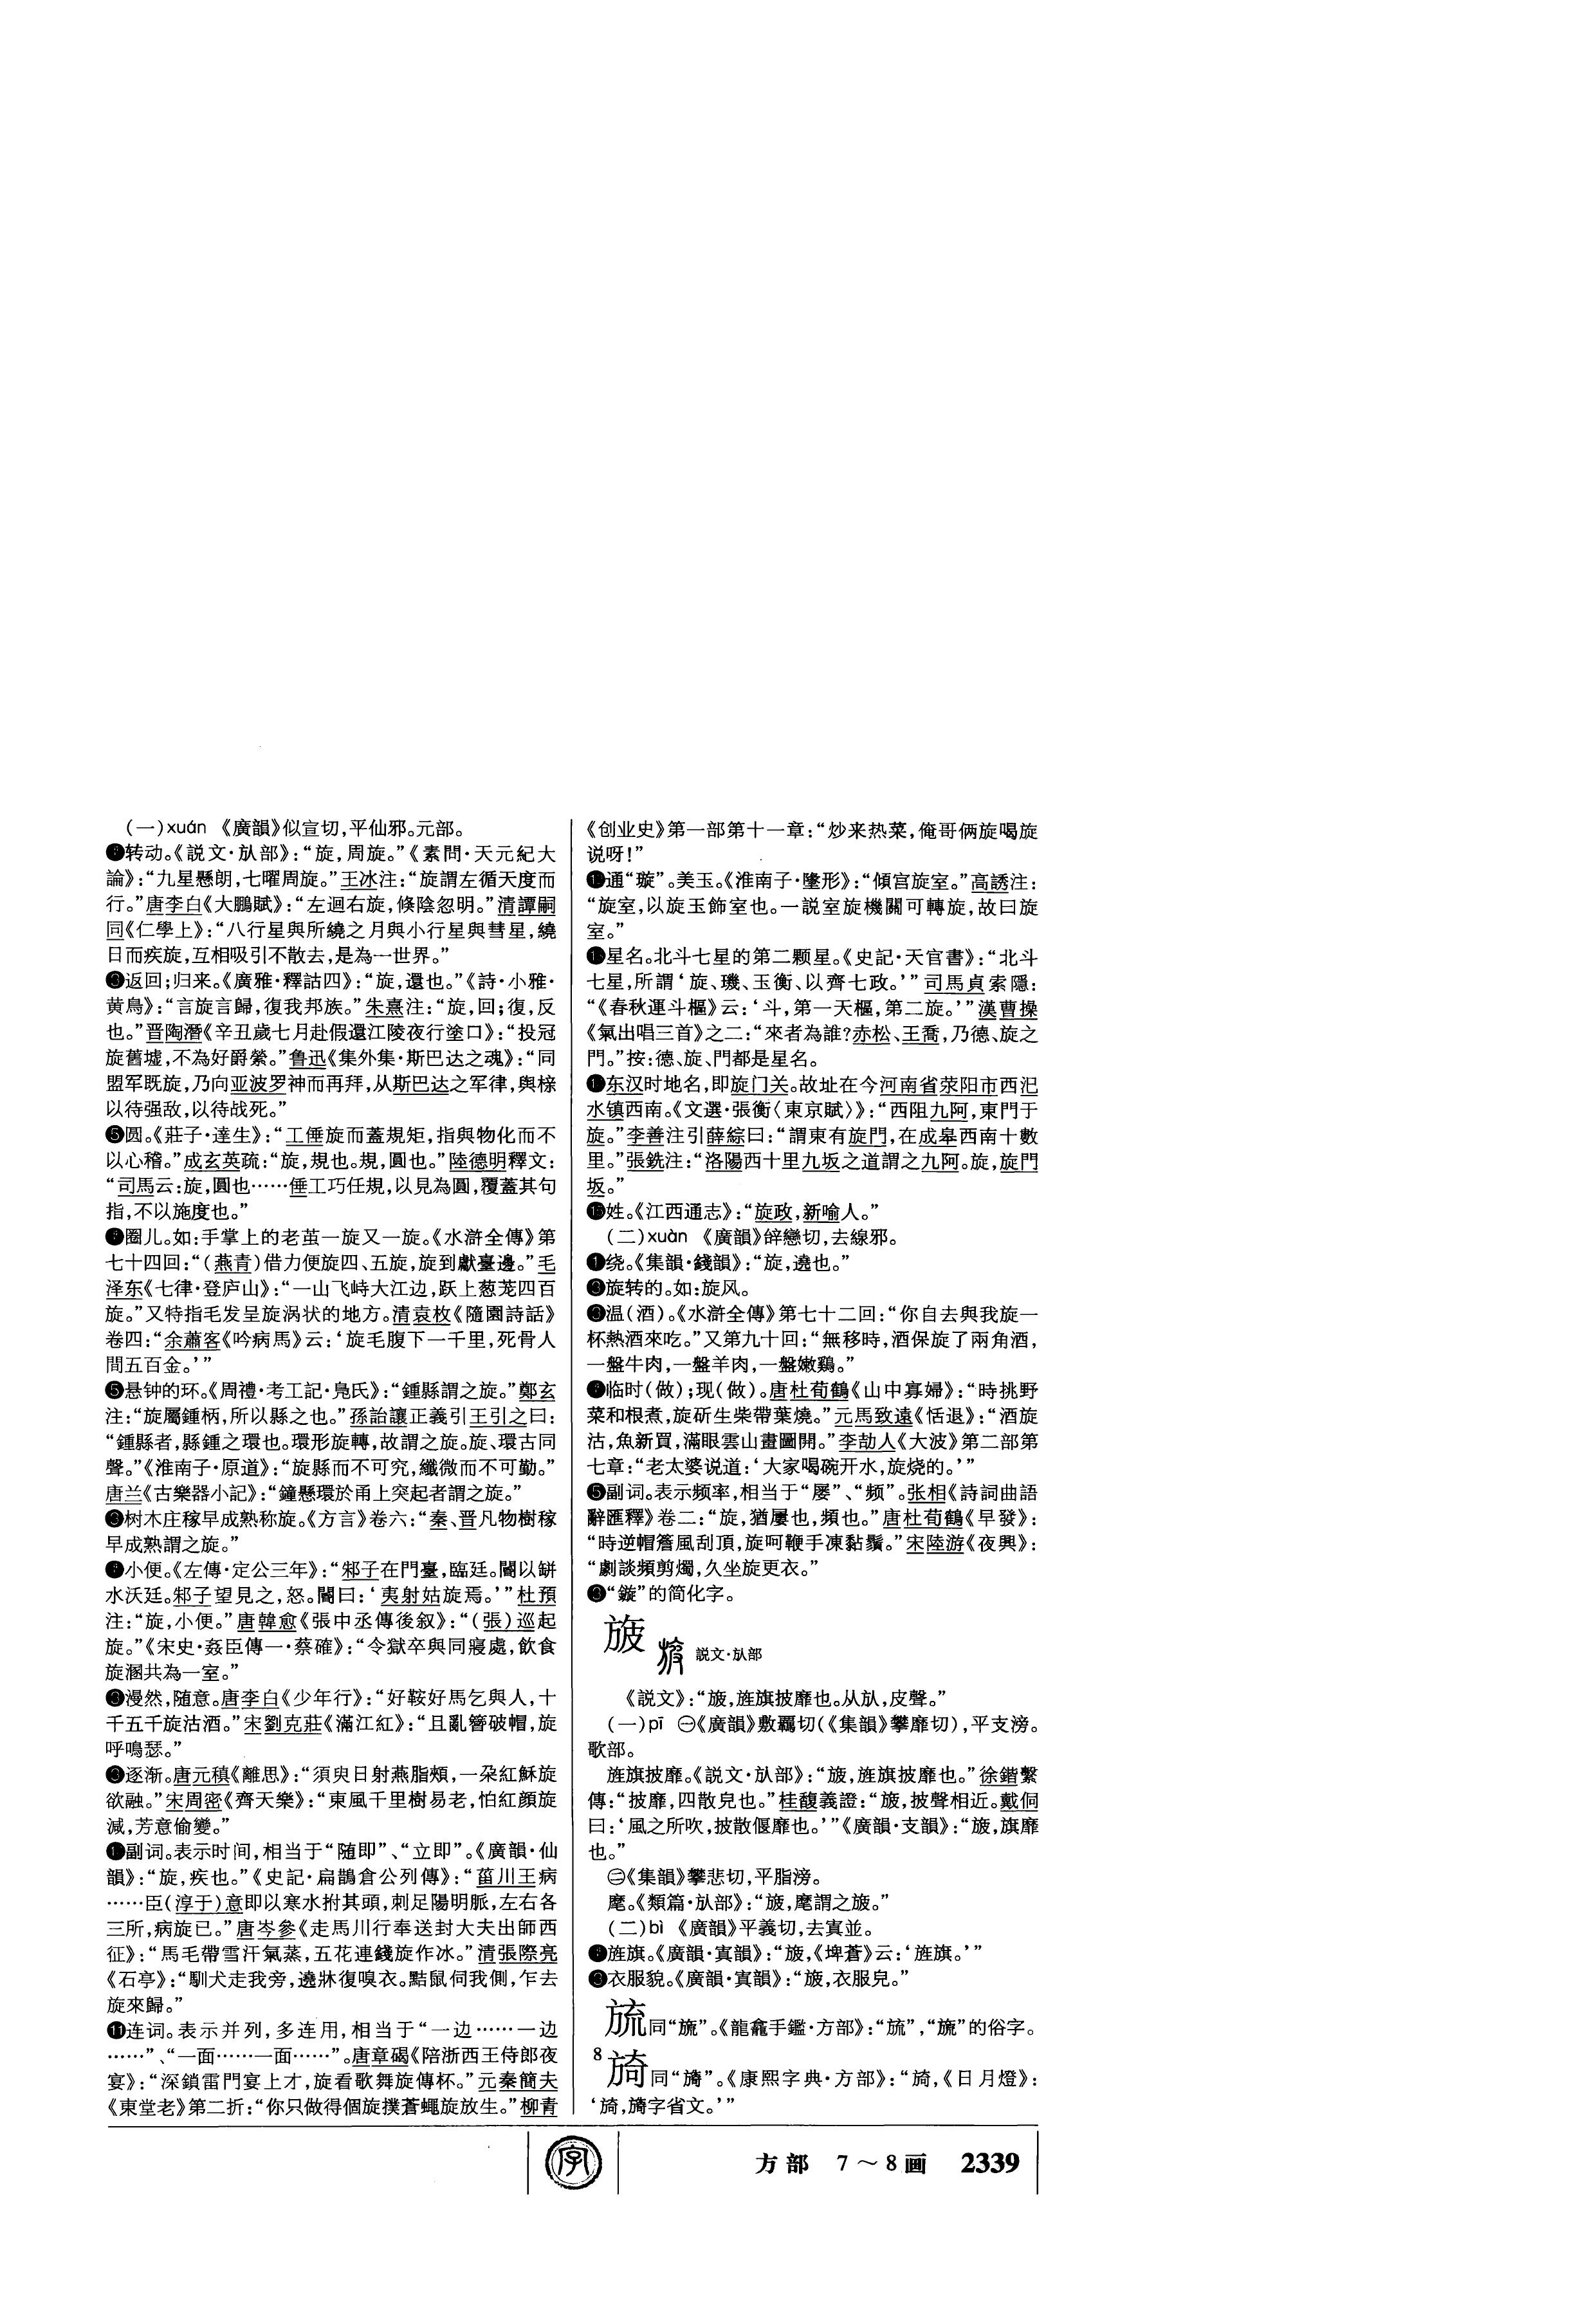 (一)xuán 《廣韻》似宣切,平仙邪。元部。
❶转动。《説文·㫃部》:“旋,周旋。”《素問·天元紀大
論》:“九星懸朗,七曜周旋。”王冰注:“旋謂左循天度而
行。”唐李白《大鵬賦》:“左迴右旋,倏陰忽明。”清譚嗣
同《仁學上》:“八行星與所繞之月與小行星與彗星,繞
日而疾旋,互相吸引不散去,是為一世界。”
❷返回;归来。《廣雅·釋詁四》:“旋,還也。”《詩·小雅·
黄鳥》:“言旋言歸,復我邦族。”朱熹注:“旋,回;復,反
也。”晋陶潛《辛丑歲七月赴假還江陵夜行塗口》:“投冠
旋舊墟,不為好爵縈。”鲁迅《集外集·斯巴达之魂》:“同
盟军既旋,乃向亚波罗神而再拜,从斯巴达之军律,舆榇
以待强敌,以待战死。”
❸圆。《莊子·達生》:“工倕旋而蓋規矩,指與物化而不
以心稽。”成玄英疏:“旋,規也。規,圓也。”陸德明釋文:
“司馬云:旋,圓也……倕工巧任規,以見為圓,覆蓋其句
指,不以施度也。”
❹圈儿。如:手掌上的老茧一旋又一旋。《水滸全傳》第
七十四回:“(燕青)借力便旋四、五旋,旋到獻臺邊。”毛
泽东《七律·登庐山》:“一山飞峙大江边,跃上葱茏四百
旋。”又特指毛发呈旋涡状的地方。清袁枚《隨園詩話》
卷四:“余蕭客《吟病馬》云:‘旋毛腹下一千里,死骨人
間五百金。’”
❺悬钟的环。《周禮·考工記·鳧氏》:“鍾縣謂之旋。”鄭玄
注:“旋屬鍾柄,所以縣之也。”孫詒讓正義引王引之曰:
“鍾縣者,縣鍾之環也。環形旋轉,故謂之旋。旋、環古同
聲。”《淮南子·原道》:“旋縣而不可究,纖微而不可勤。”
唐兰《古樂器小記》:“鐘懸環於甬上突起者謂之旋。”
❻树木庄稼早成熟称旋。《方言》卷六:“秦、晋凡物樹稼
早成熟謂之旋。”
❼小便。《左傳·定公三年》:“邾子在門臺,臨廷。閽以缾
水沃廷。邾子望見之,怒。閽曰:‘夷射姑旋焉。’”杜預
注:“旋,小便。”唐韓愈《張中丞傳後叙》:“(張)巡起
旋。”《宋史·姦臣傳一·蔡確》:“令獄卒與同寢處,飲食
旋溷共為一室。”
❽漫然,随意。唐李白《少年行》:“好鞍好馬乞與人,十
千五千旋沽酒。”宋劉克莊《滿江紅》:“且亂簪破帽,旋
呼鳴瑟。”
❾逐渐。唐元稹《離思》:“須臾日射燕脂頰,一朵紅穌旋
欲融。”宋周密《齊天樂》:“東風千里樹易老,怕紅顔旋
減,芳意偷變。”
❿副词。表示时间,相当于“随即”、“立即”。《廣韻·仙
韻》:“旋,疾也。”《史記·扁鵲倉公列傳》:“菑川王病
……臣(淳于)意即以寒水拊其頭,刺足陽明脈,左右各
三所,病旋已。”唐岑參《走馬川行奉送封大夫出師西
征》:“馬毛帶雪汗氣蒸,五花連錢旋作冰。”清張際亮
《石亭》:“馴犬走我旁,遶牀復嗅衣。黠鼠伺我側,乍去
旋來歸。”
⓫连词。表示并列,多连用,相当于“一边……一边
……”、“一面……一面……”。唐章碣《陪浙西王侍郎夜
宴》:“深鎖雷門宴上才,旋看歌舞旋傳杯。”元秦簡夫
《東堂老》第二折:“你只做得個旋撲蒼蠅旋放生。”柳青
《创业史》第一部第十一章:“炒来热菜,俺哥俩旋喝旋
说呀!”
⓬通“璇”。美玉。《淮南子·墬形》:“傾宫旋室。”高誘注:
“旋室,以旋玉飾室也。一説室旋機關可轉旋,故曰旋
室。”
⓭星名。北斗七星的第二颗星。《史記·天官書》:“北斗
七星,所謂‘旋、璣、玉衡、以齊七政。’”司馬貞索隱:
“《春秋運斗樞》云:‘斗,第一天樞,第二旋。’”漢曹操
《氣出唱三首》之二:“來者為誰?赤松、王喬,乃德、旋之
門。”按:德、旋、門都是星名。
⓮东汉时地名,即旋门关。故址在今河南省荥阳市西汜
水镇西南。《文選·張衡〈東京賦〉》:“西阻九阿,東門于
旋。”李善注引薛綜曰:“謂東有旋門,在成皋西南十數
里。”張銑注:“洛陽西十里九坂之道謂之九阿。旋,旋門
坂。”
⓯姓。《江西通志》:“旋政,新喻人。”
(二)xuàn 《廣韻》辝戀切,去線邪。
❶绕。《集韻·綫韻》:“旋,遶也。”
❷旋转的。如:旋风。
❸温(酒)。《水滸全傳》第七十二回:“你自去與我旋一
杯熱酒來吃。”又第九十回:“無移時,酒保旋了兩角酒,
一盤牛肉,一盤羊肉,一盤嫩鷄。”
❹临时(做);现(做)。唐杜荀鶴《山中寡婦》:“時挑野
菜和根煮,旋斫生柴帶葉燒。”元馬致遠《恬退》:“酒旋
沽,魚新買,滿眼雲山畫圖開。”李劼人《大波》第二部第
七章:“老太婆说道:‘大家喝碗开水,旋烧的。’”
❺副词。表示频率,相当于“屡”、“频”。张相《詩詞曲語
辭匯釋》卷二:“旋,猶屢也,頻也。”唐杜荀鶴《早發》:
“時逆帽簷風刮頂,旋呵鞭手凍黏鬚。”宋陸游《夜興》:
“劇談頻剪燭,久坐旋更衣。”
❻“鏇”的简化字。
旇 説文·㫃部
《説文》:“旇,旌旗披靡也。从㫃,皮聲。”
(一)pī ㊀《廣韻》敷羈切(《集韻》攀靡切),平支滂。
歌部。
旌旗披靡。《説文·㫃部》:“旇,旌旗披靡也。”徐鍇繫
傳:“披靡,四散皃也。”桂馥義證:“旇,披聲相近。戴侗
曰:‘風之所吹,披散偃靡也。’”《廣韻·支韻》:“旇,旗靡
也。”
㊁《集韻》攀悲切,平脂滂。
麾。《類篇·㫃部》:“旇,麾謂之旇。”
(二)bì 《廣韻》平義切,去寘並。
❶旌旗。《廣韻·寘韻》:“旇,《埤蒼》云:‘旌旗。’”
❷衣服貌。《廣韻·寘韻》:“旇,衣服皃。”
㫍同“旒”。《龍龕手鑑·方部》:“㫍”,“旒”的俗字。
8 㫊同“旖”。《康熙字典·方部》:“㫊,《日月燈》:
‘㫊,旖字省文。’”
字
方部 7～8画 2339